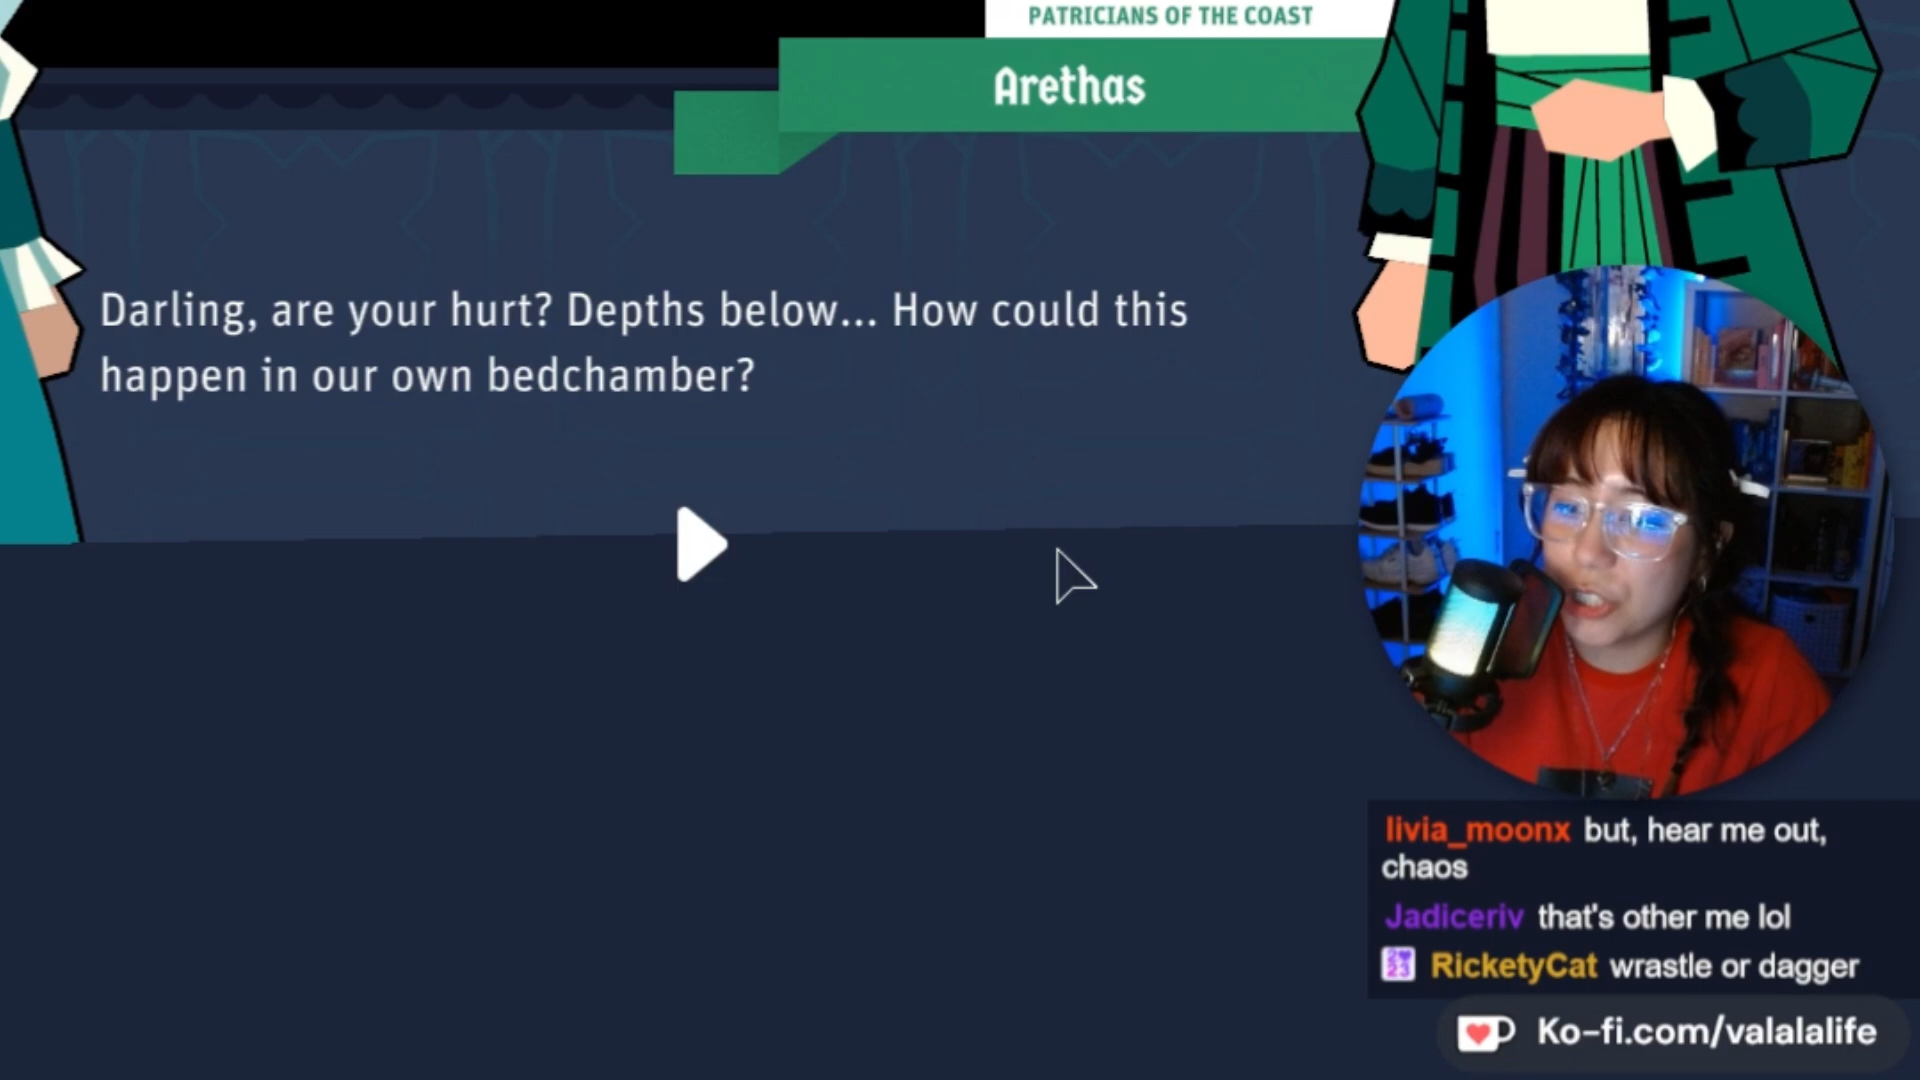 PATRICIANS OF THE COAST
Arethas
Darling, are your hurt? Depths below... How could this
happen in our own bedchamber?
livia_moonx but, hear me out,
chaos
Jadiceriv that's other me lol
RicketyCat wrastle or dagger
Ko-fi.com/valalalife